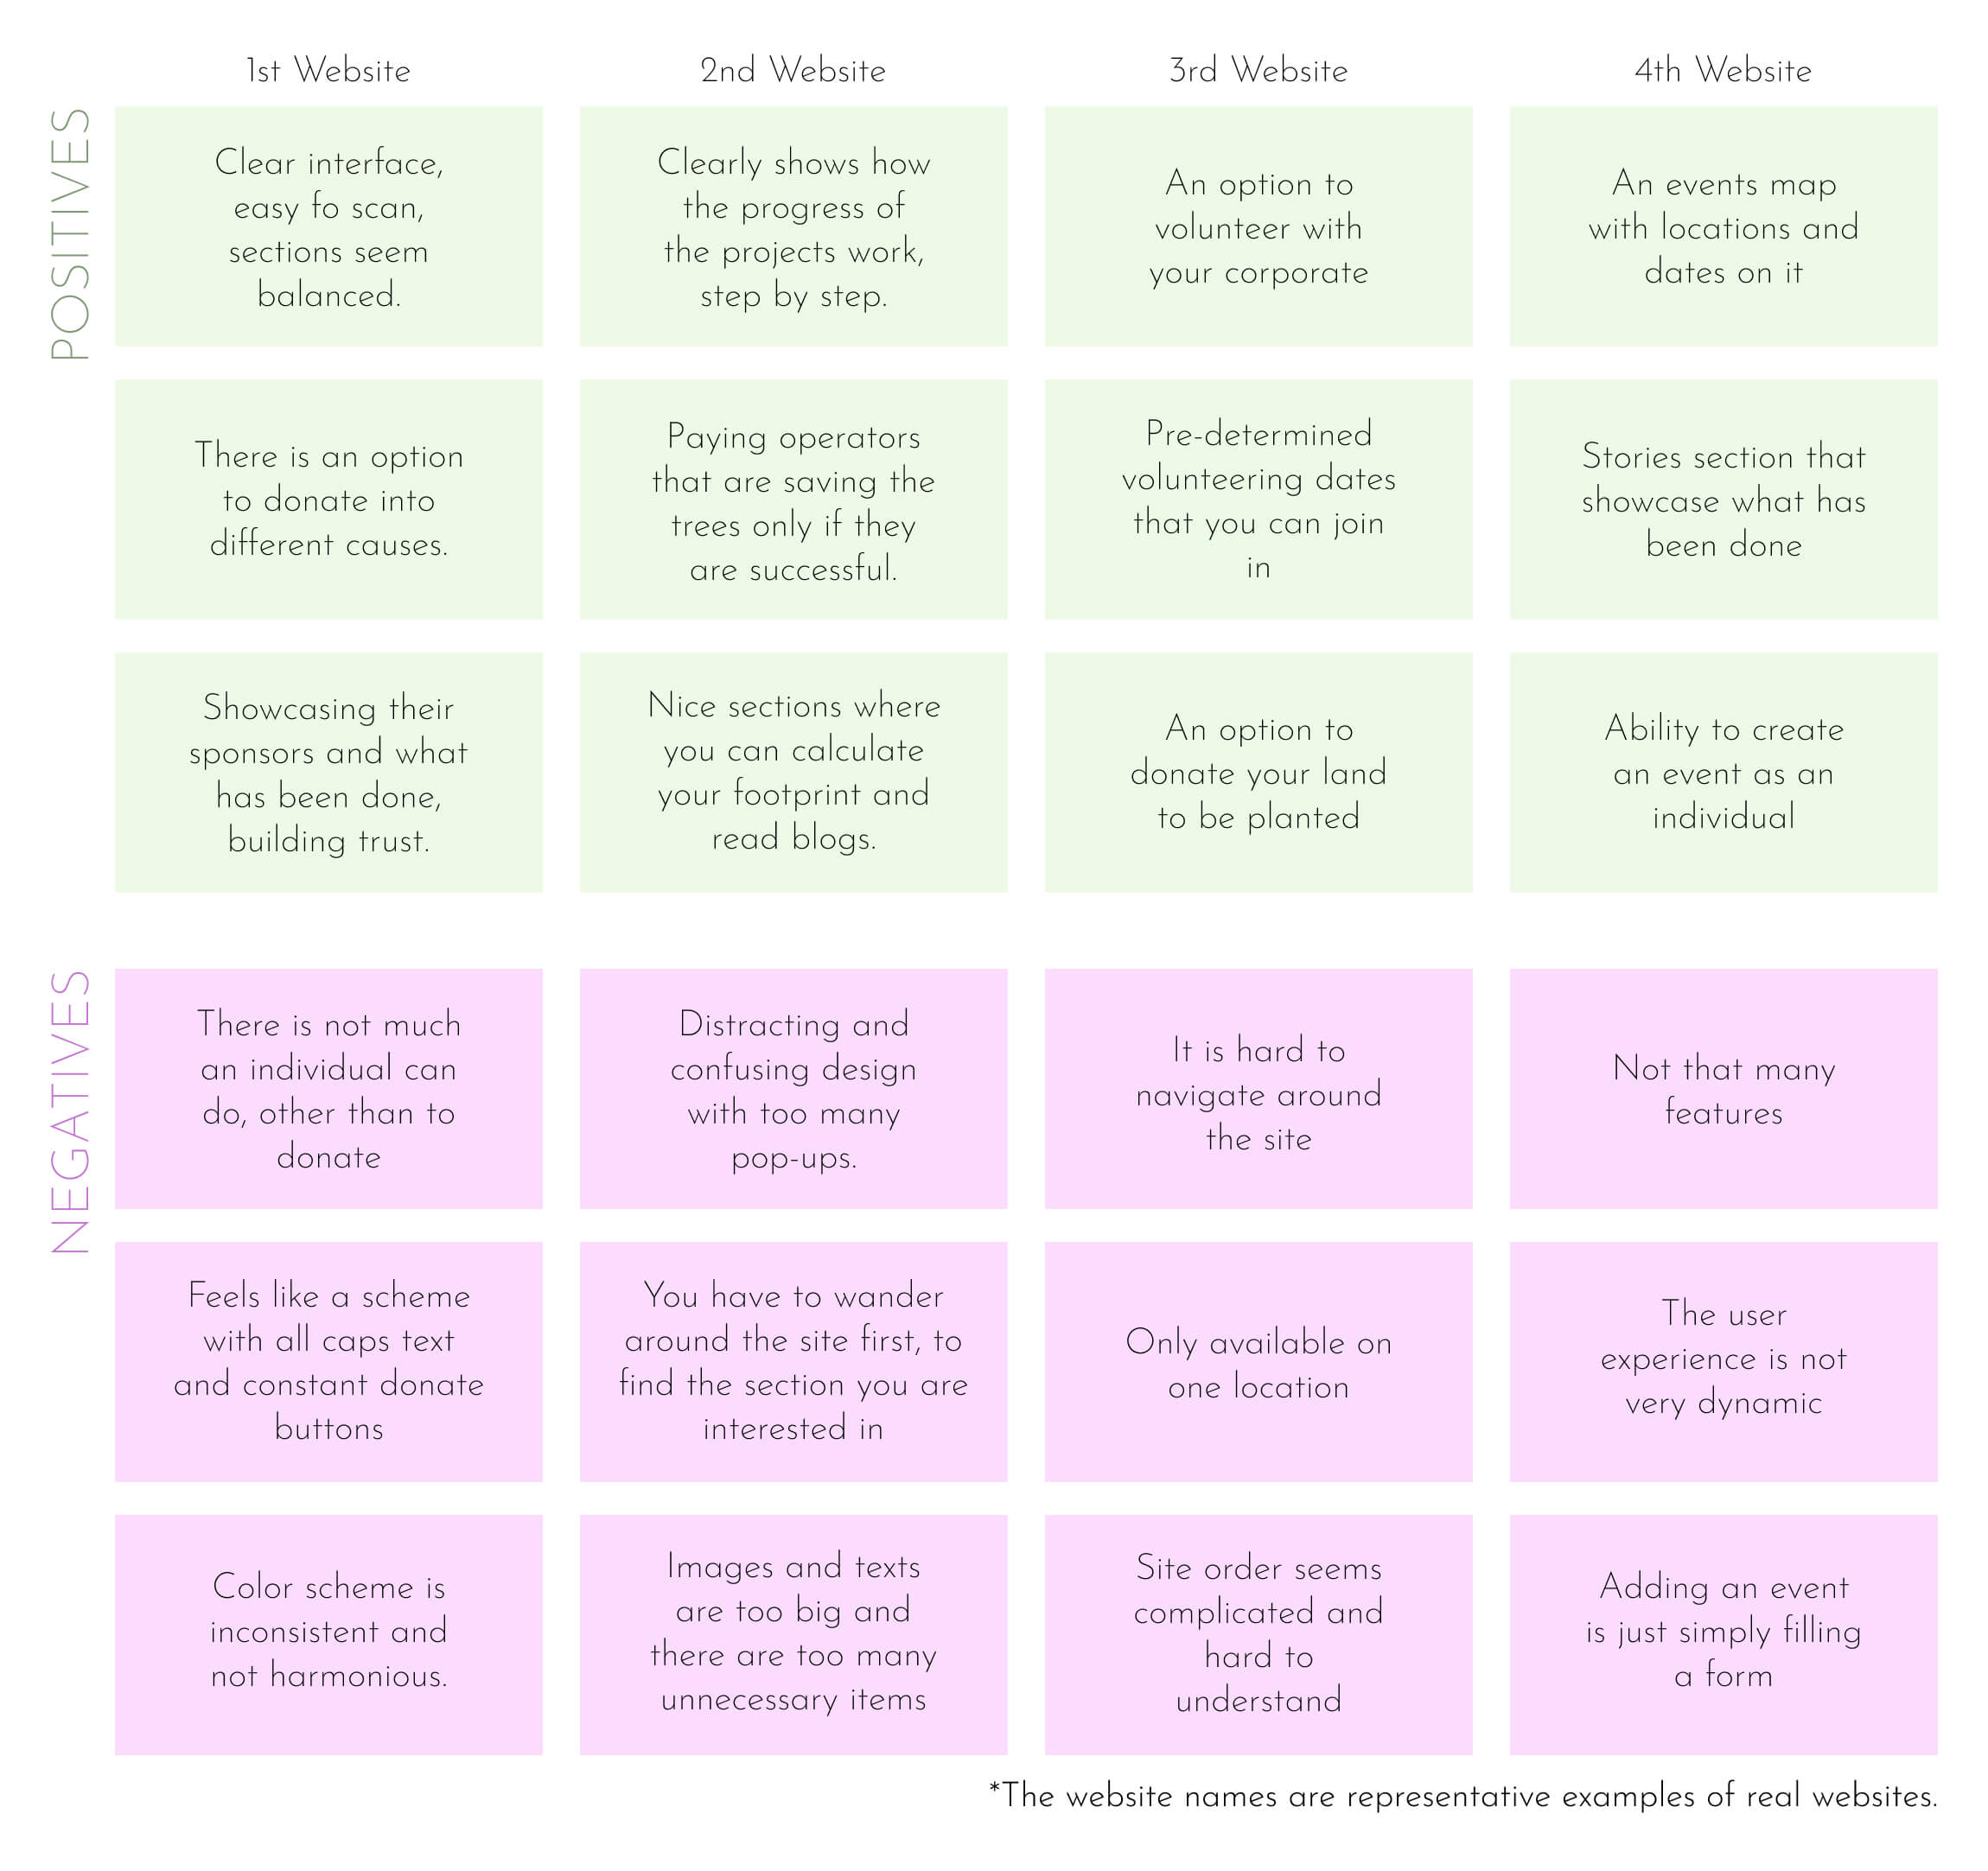 1st Website
2nd Website
3rd Website
4th Website
POSITIVES
Clear interface,
easy fo scan,
sections seem
balanced.
Clearly shows how
the progress of
the projects work,
step by step.
An option to
volunteer with
your corporate
An events map
with locations and
dates on it
There is an option
to donate into
different causes.
Paying operators
that are saving the
trees only if they
are successful.
Pre-determined
volunteering dates
that you can join
in
Stories section that
showcase what has
been done
Showcasing their
sponsors and what
has been done,
building trust.
Nice sections where
you can calculate
your footprint and
read blogs.
An option to
donate your land
to be planted
Ability to create
an event as an
individual
NEGATIVES
There is not much
an individual can
do, other than to
donate
Distracting and
confusing design
with too many
pop-ups.
It is hard to
navigate around
the site
Not that many
features
Feels like a scheme
with all caps text
and constant donate
buttons
You have to wander
around the site first, to
find the section you are
interested in
Only available on
one location
The user
experience is not
very dynamic
Color scheme is
inconsistent and
not harmonious.
Images and texts
are too big and
there are too many
unnecessary items
Site order seems
complicated and
hard to
understand
Adding an event
is just simply filling
a form
*The website names are representative examples of real websites.